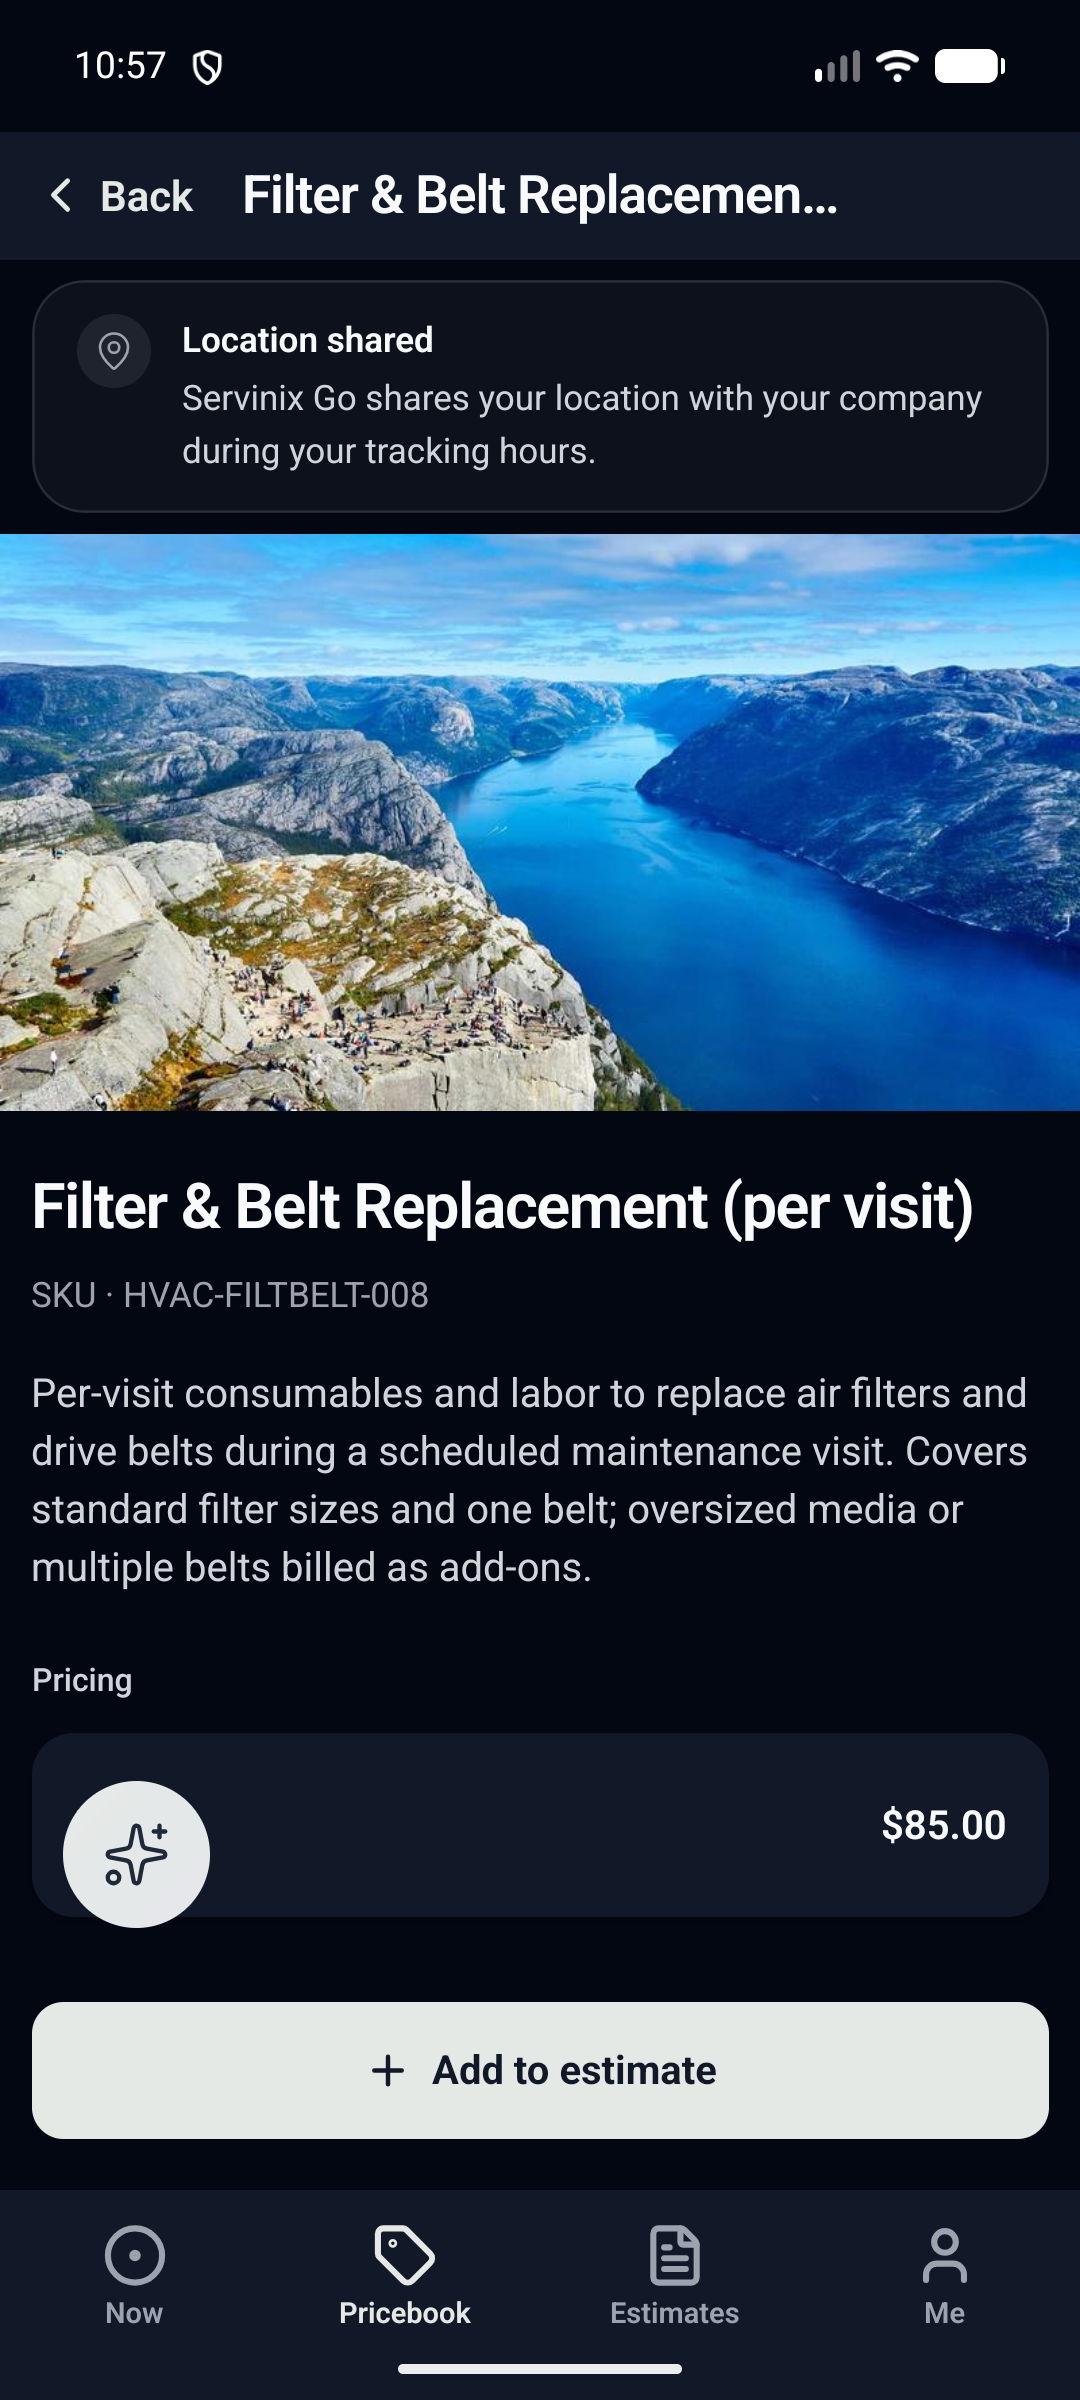 10:57
Back
Filter & Belt Replacemen...
Location shared
Servinix Go shares your location with your company
during your tracking hours.
Filter & Belt Replacement (per visit)
SKU · HVAC-FILTBELT-008
Per-visit consumables and labor to replace air filters and
drive belts during a scheduled maintenance visit. Covers
standard filter sizes and one belt; oversized media or
multiple belts billed as add-ons.
Pricing
$85.00
Add to estimate
Now
Pricebook
Estimates
Me